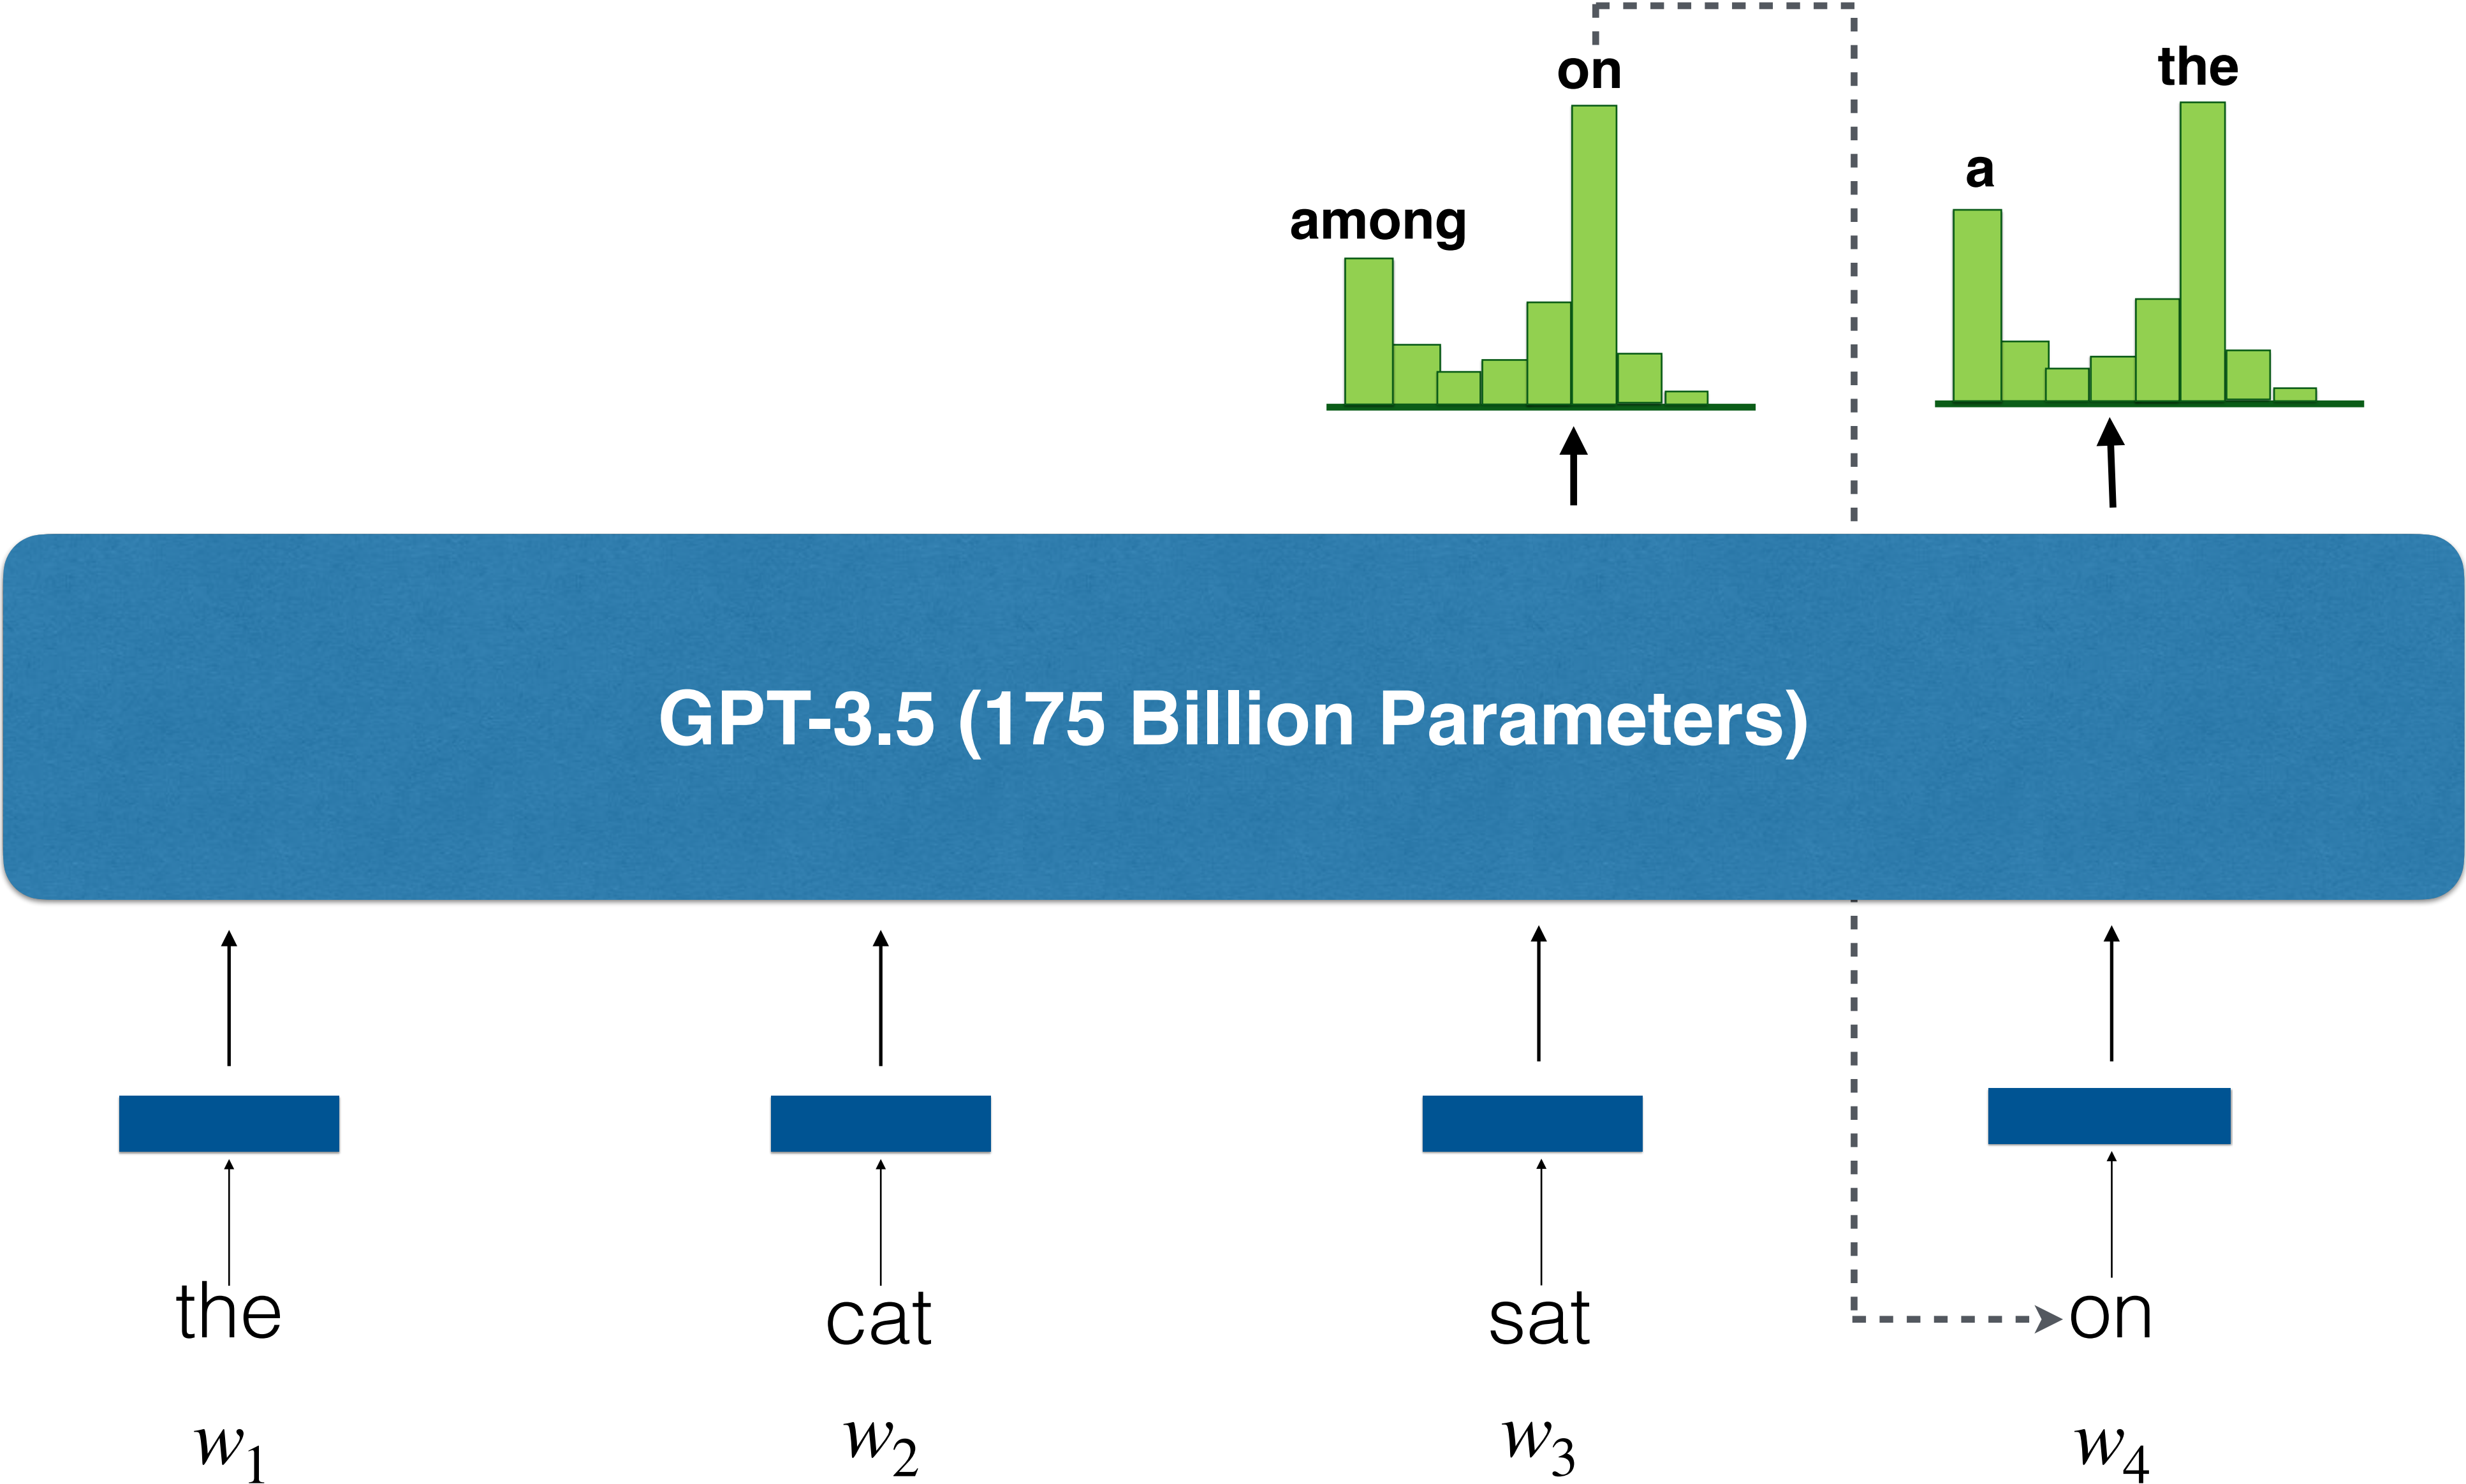 on
the
a
among
GPT-3.5 (175 Billion Parameters)
the cat sat on
w1 w2 w3 w4